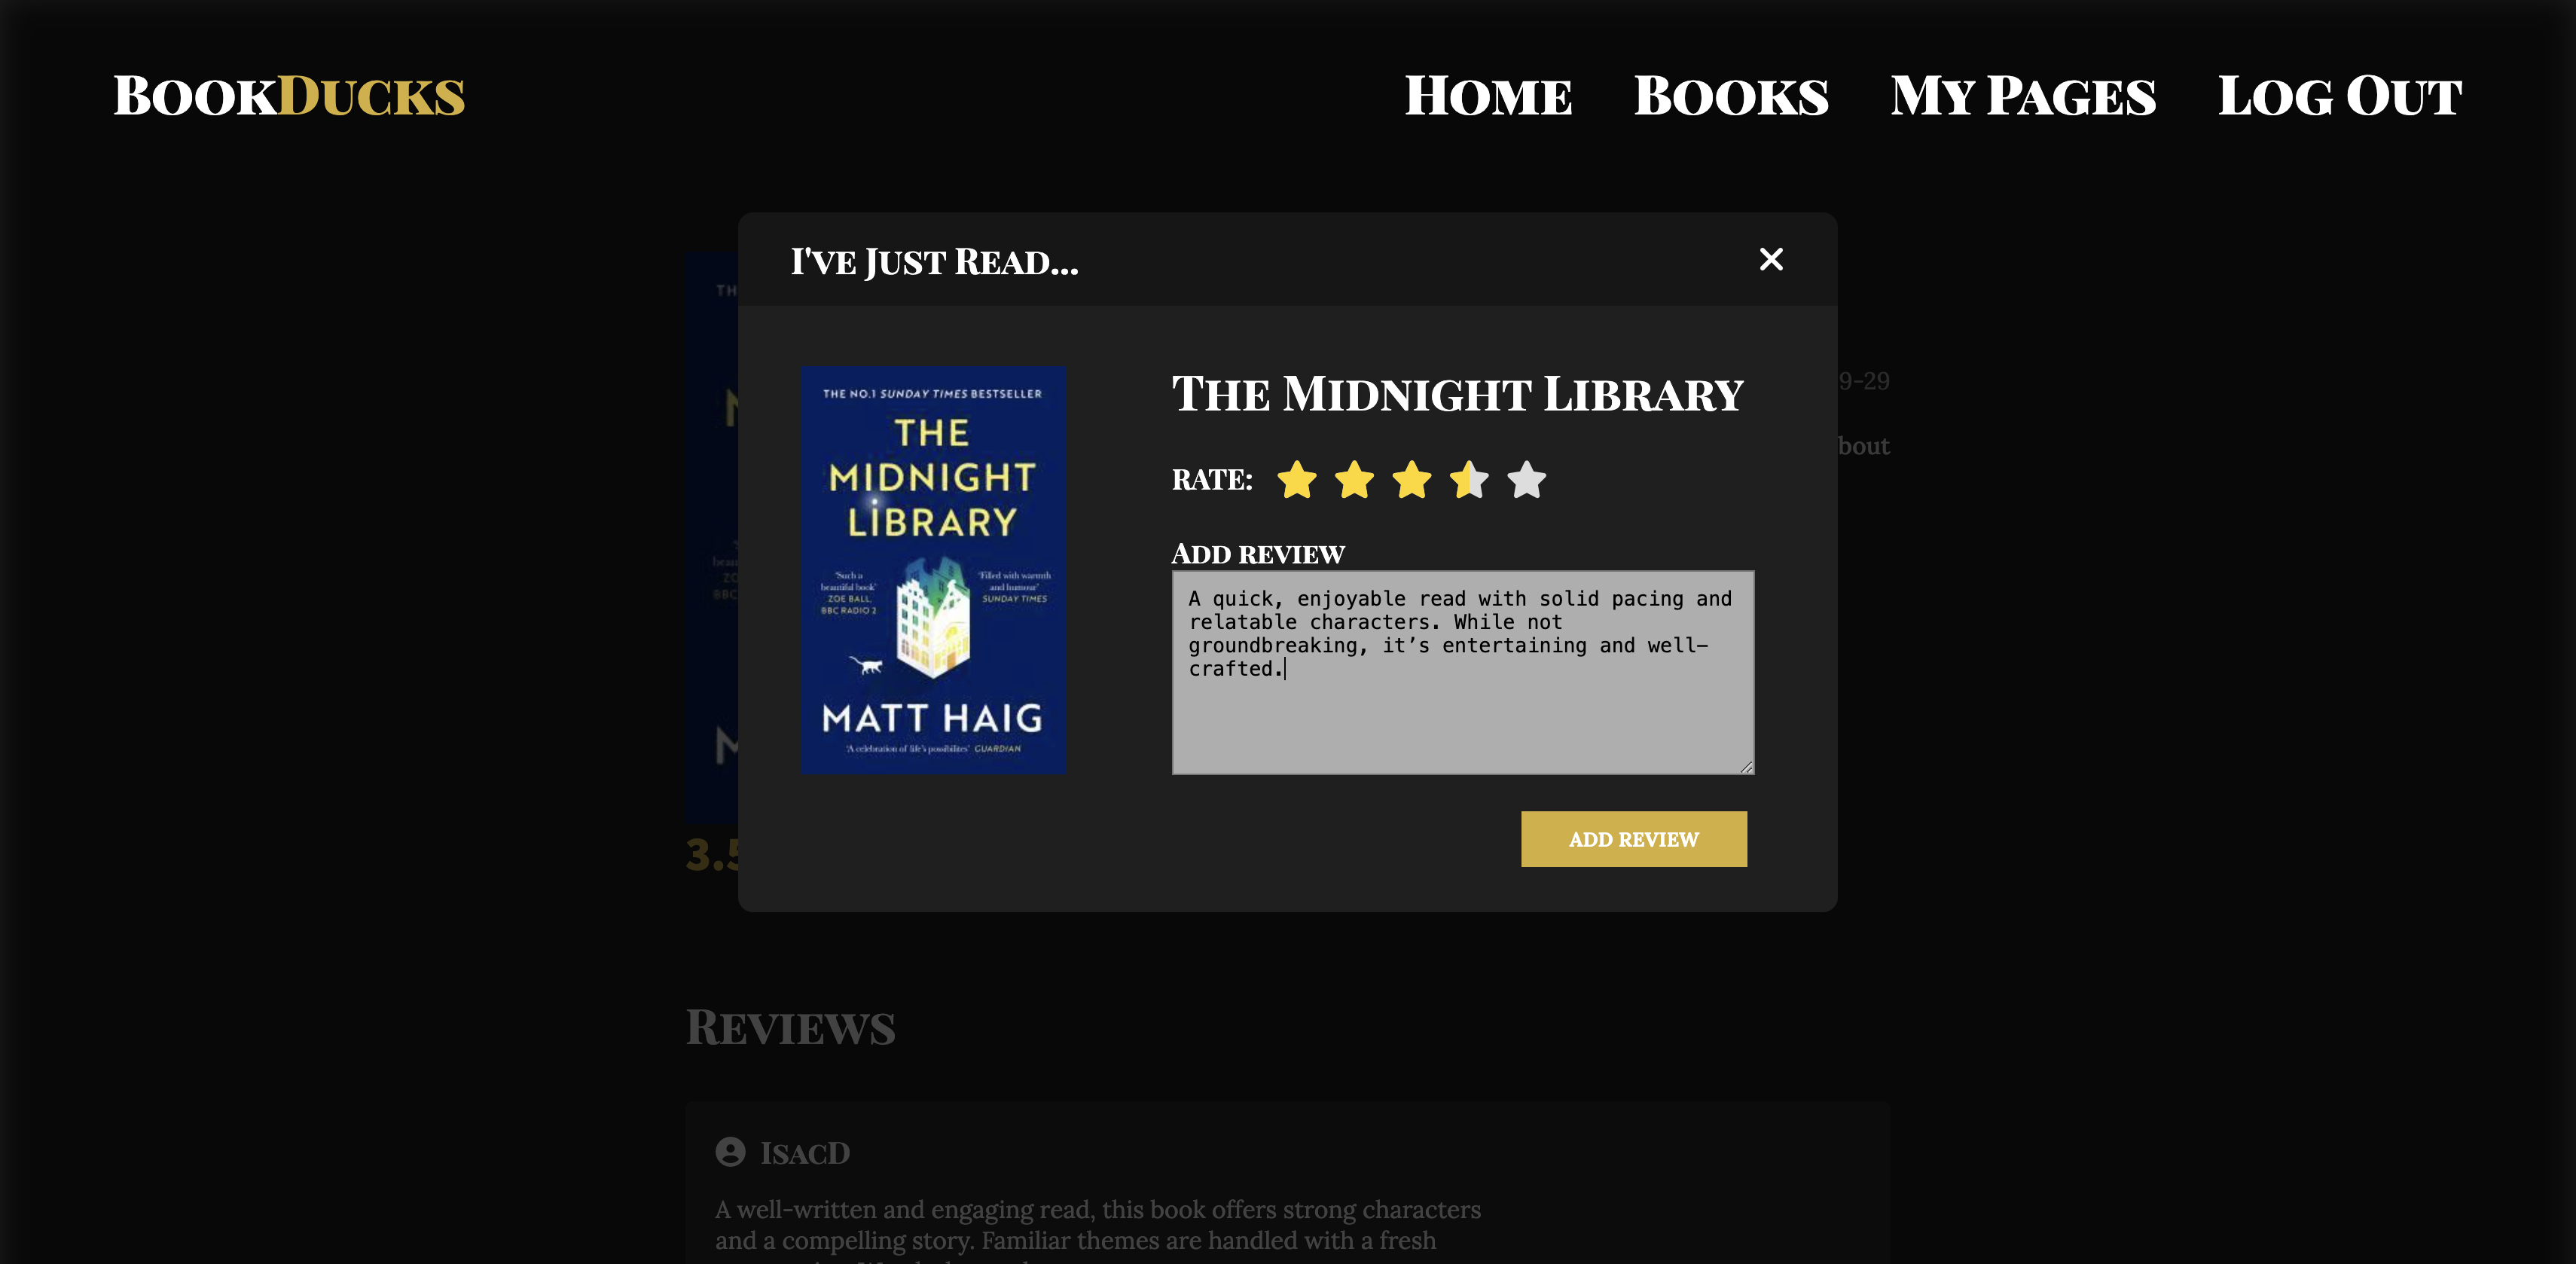 BookDucks
Home Books My Pages Log Out
I've Just Read...
THE NO.1 SUNDAY TIMES BESTSELLER
THE
MIDNIGHT
LIBRARY
'Such a
beautiful book'
ZOE BALL,
BBC RADIO 2
'Filled with warmth
and humour'
SUNDAY TIMES
MATT HAIG
'A celebration of life's possibilites' GUARDIAN
The Midnight Library
Rate:
Add review
A quick, enjoyable read with solid pacing and
relatable characters. While not
groundbreaking, it’s entertaining and well-
crafted.
Add review
9-29
bout
3.5
Reviews
IsacD
A well-written and engaging read, this book offers strong characters
and a compelling story. Familiar themes are handled with a fresh